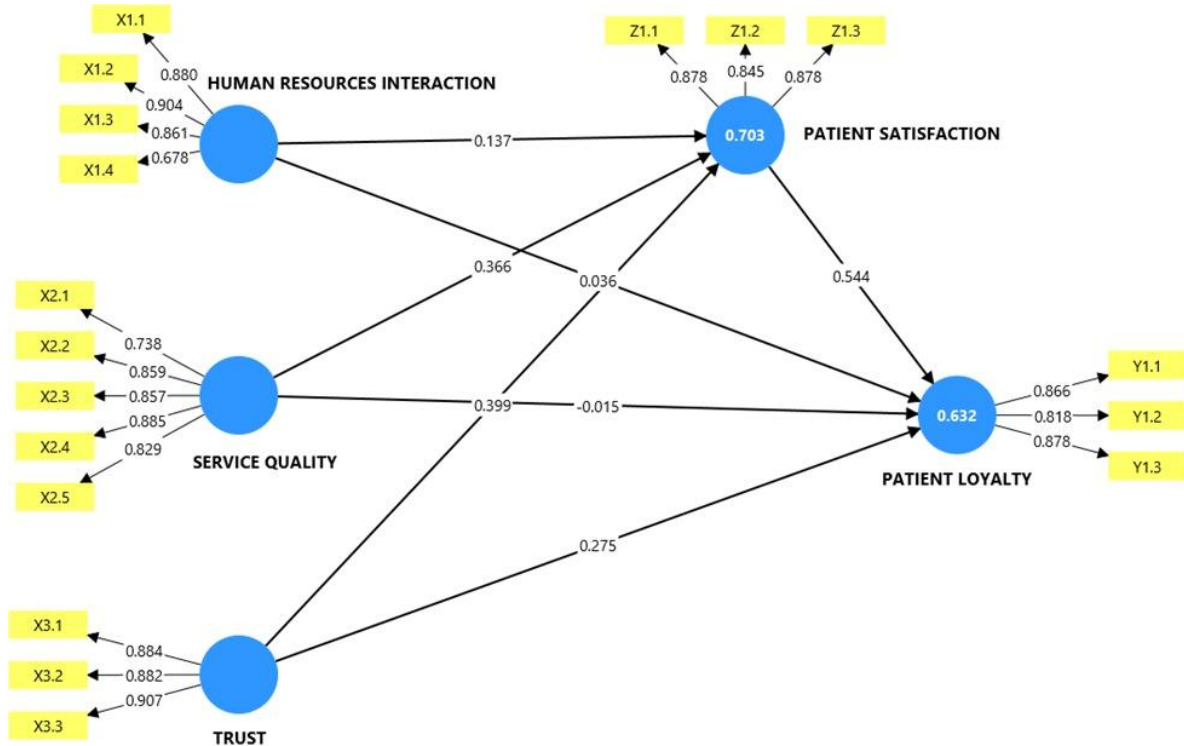 X1.1
X1.2
X1.3
X1.4
0.880
0.904
0.861
0.678
HUMAN RESOURCES INTERACTION
Z1.1
Z1.2
Z1.3
0.878
0.845
0.878
0.703
PATIENT SATISFACTION
0.137
0.366
0.036
0.544
X2.1
X2.2
X2.3
X2.4
X2.5
0.738
0.859
0.857
0.885
0.829
SERVICE QUALITY
0.399
-0.015
0.632
PATIENT LOYALTY
0.866
0.818
0.878
Y1.1
Y1.2
Y1.3
0.275
X3.1
X3.2
X3.3
0.884
0.882
0.907
TRUST